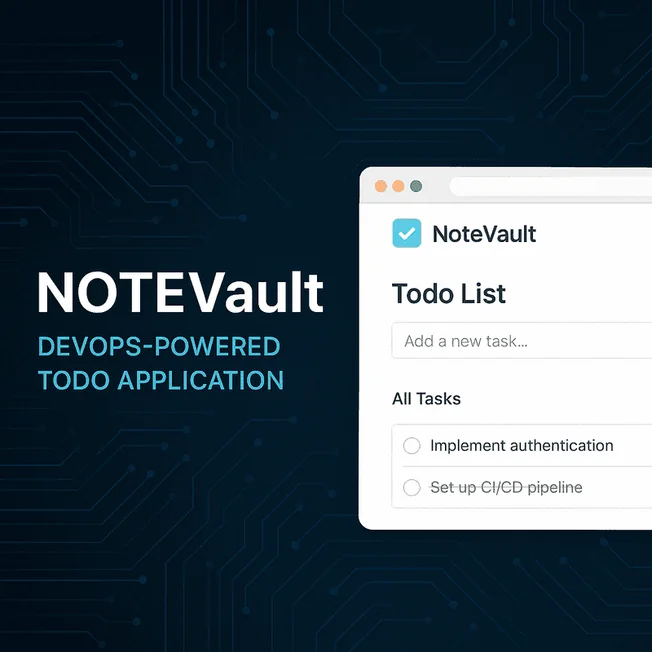 NOTEVault
DEVOPS-POWERED
TODO APPLICATION
NoteVault
Todo List
Add a new task...
All Tasks
Implement authentication
Set up CI/CD pipeline